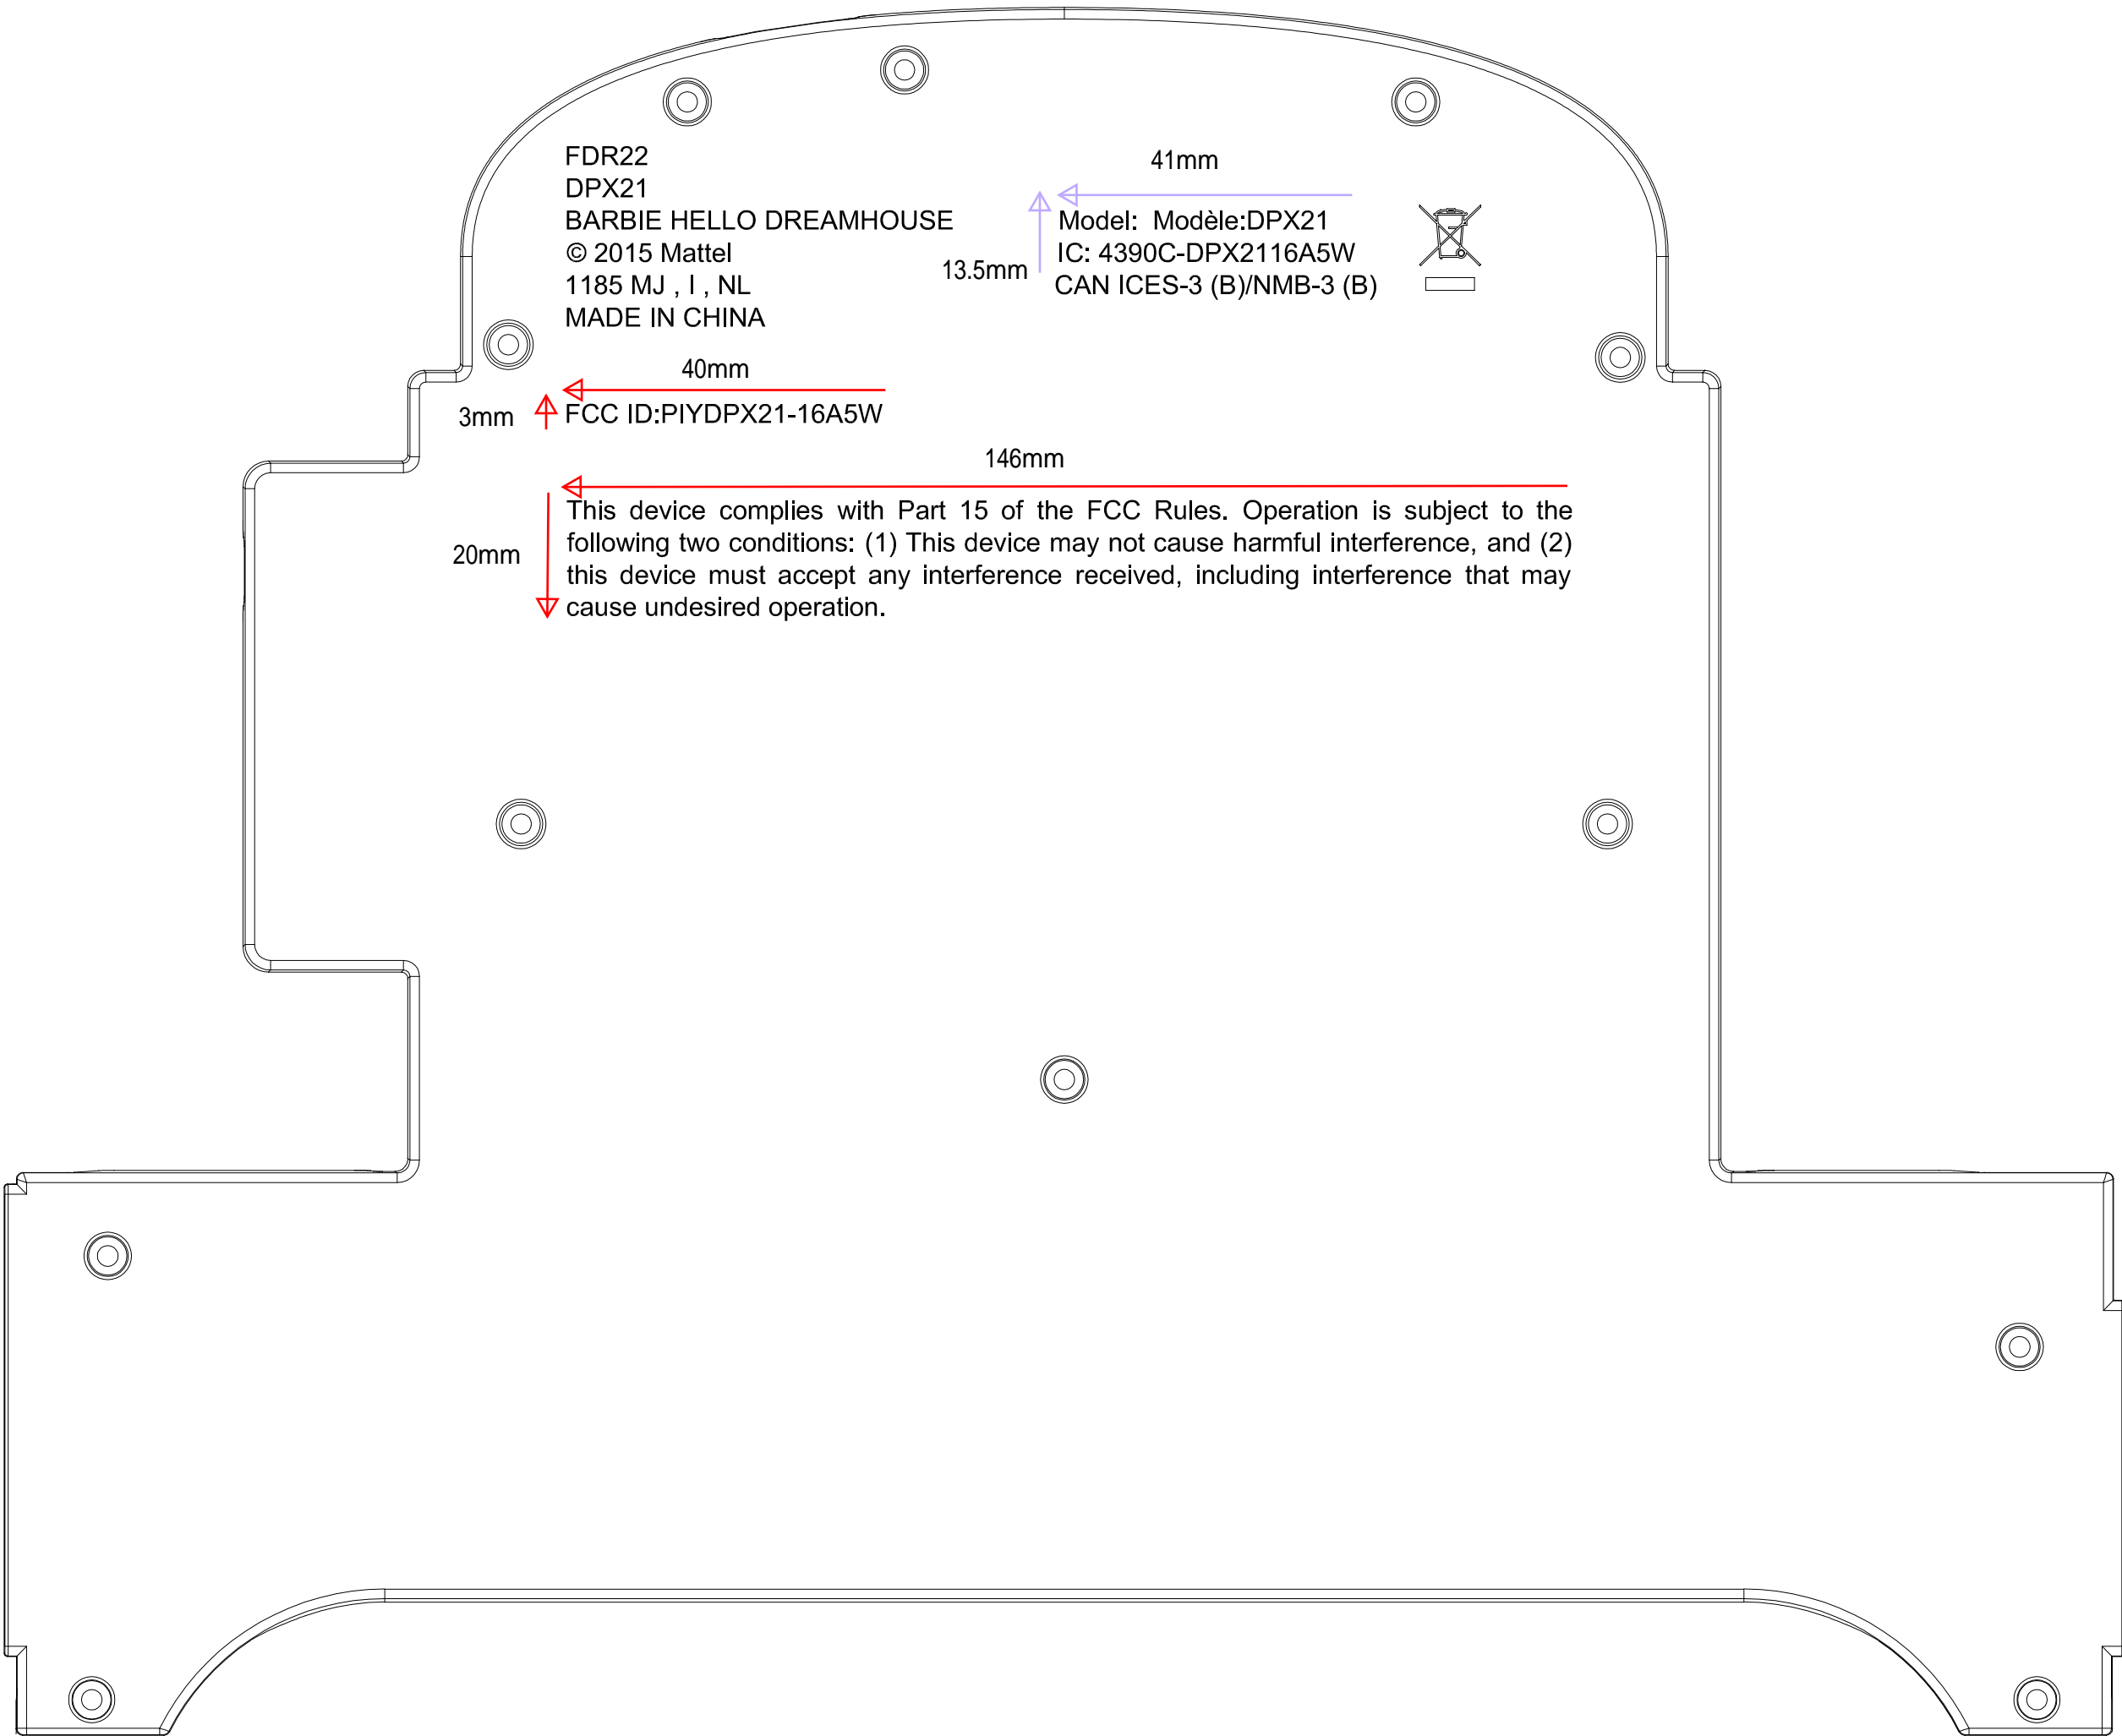 FDR22
DPX21
BARBIE HELLO DREAMHOUSE
© 2015 Mattel
1185 MJ , I , NL
MADE IN CHINA
41mm
13.5mm
Model: Modèle:DPX21
IC: 4390C-DPX2116A5W
CAN ICES-3 (B)/NMB-3 (B)
40mm
3mm
FCC ID:PIYDPX21-16A5W
146mm
20mm
This device complies with Part 15 of the FCC Rules. Operation is subject to the
following two conditions: (1) This device may not cause harmful interference, and (2)
this device must accept any interference received, including interference that may
cause undesired operation.